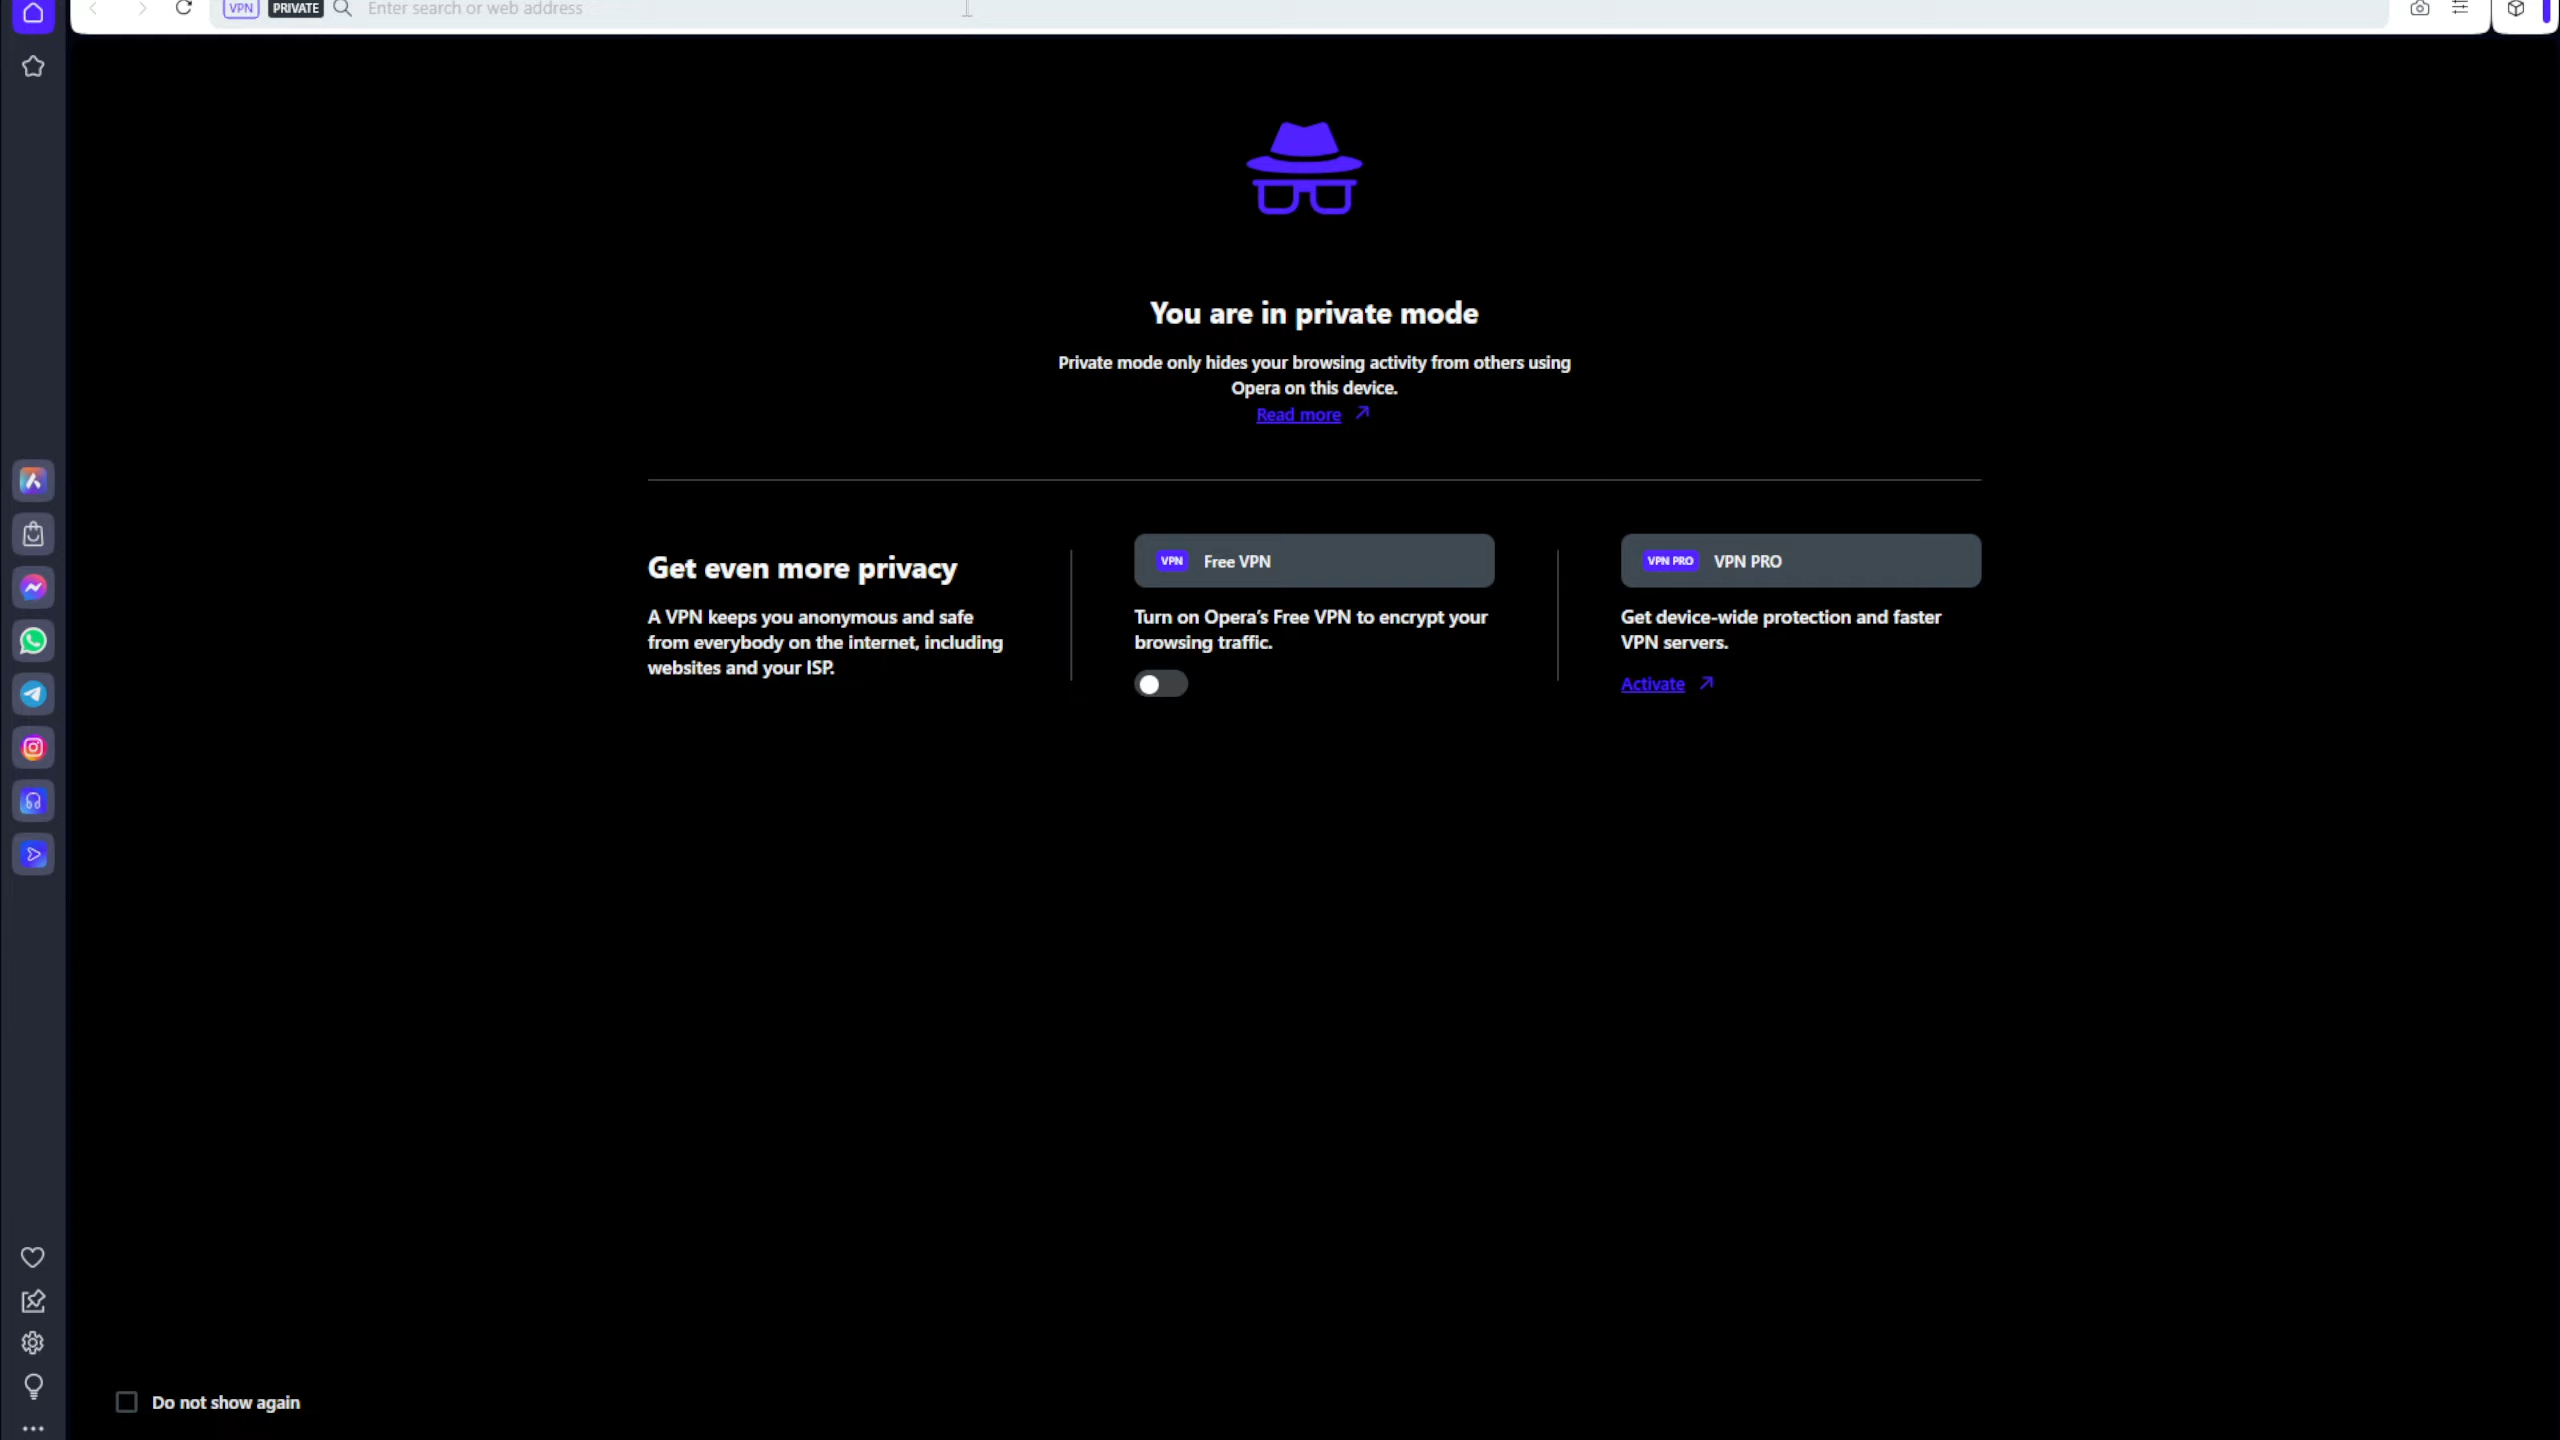 VPN PRIVATE Enter search or web address
You are in private mode
Private mode only hides your browsing activity from others using
Opera on this device.
Read more
Get even more privacy
A VPN keeps you anonymous and safe
from everybody on the internet, including
websites and your ISP.
VPN Free VPN
Turn on Opera's Free VPN to encrypt your
browsing traffic.
VPN PRO VPN PRO
Get device-wide protection and faster
VPN servers.
Activate
Do not show again